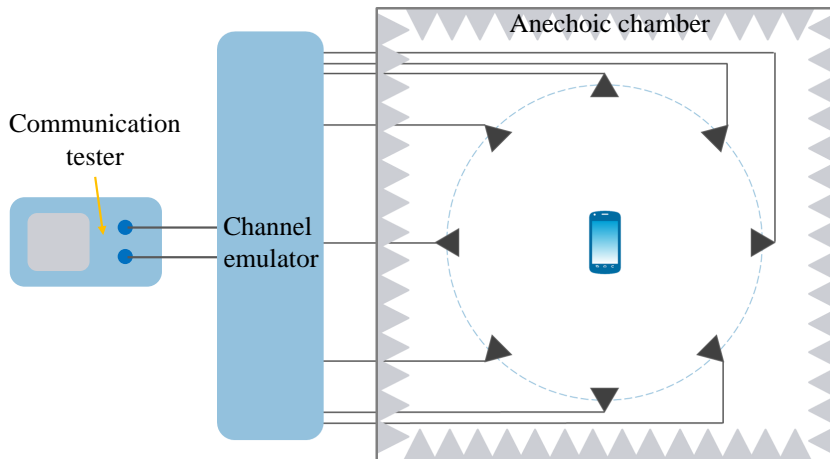 Anechoic chamber
Communication
tester
Channel
emulator